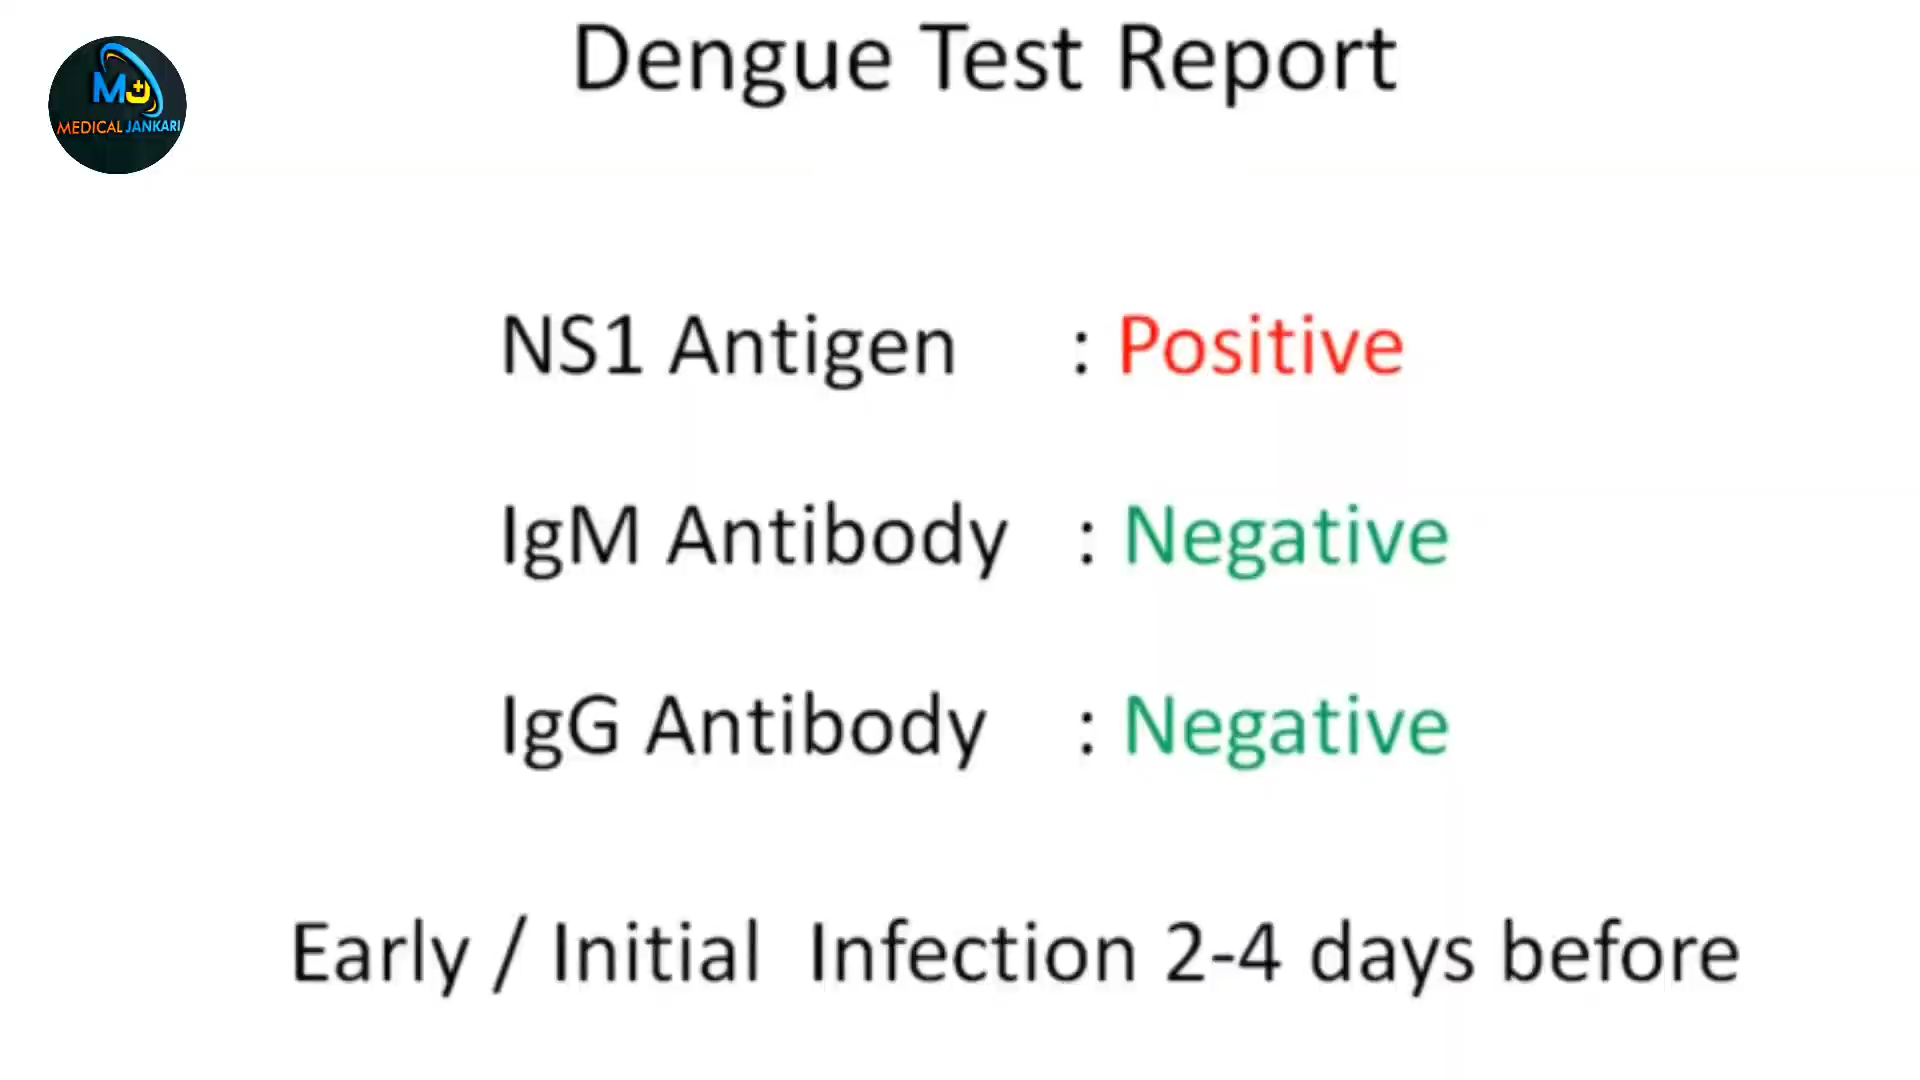 Dengue Test Report
MJ
MEDICAL JANKARI
NS1 Antigen : Positive
IgM Antibody : Negative
IgG Antibody : Negative
Early / Initial Infection 2-4 days before